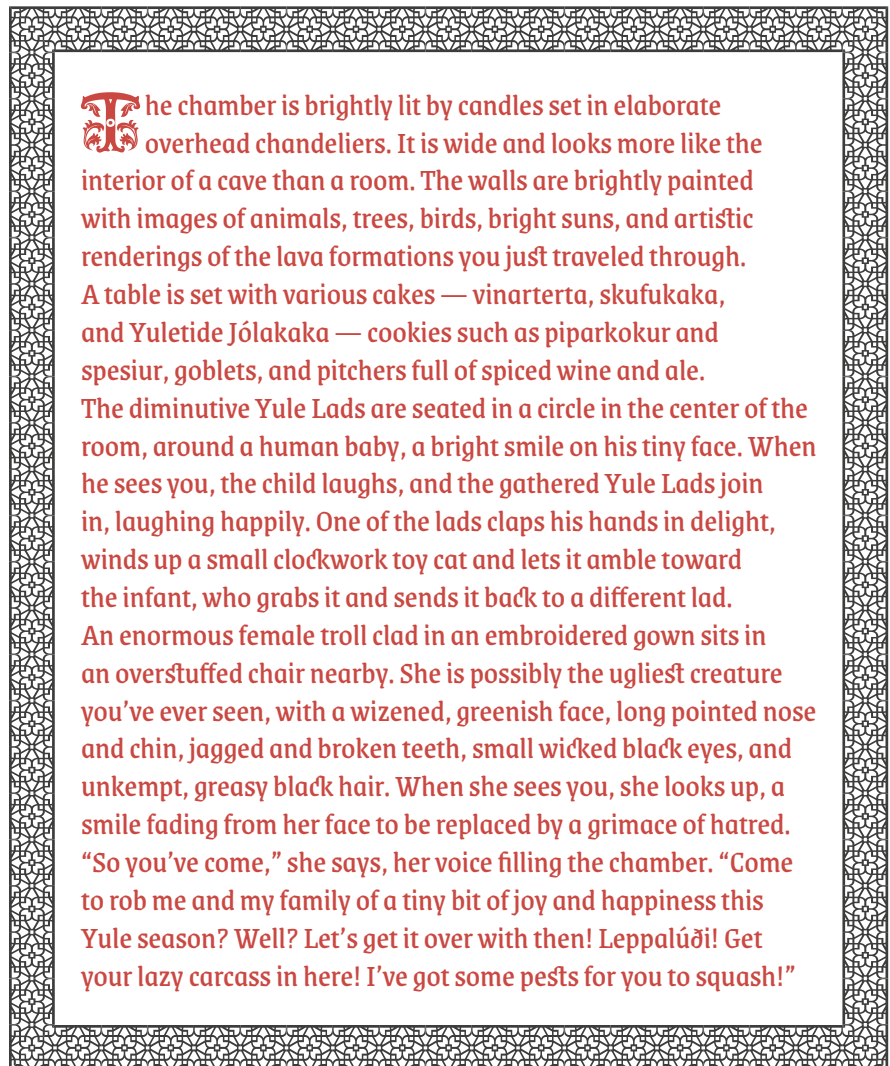 The chamber is brightly lit by candles set in elaborate
overhead chandeliers. It is wide and looks more like the
interior of a cave than a room. The walls are brightly painted
with images of animals, trees, birds, bright suns, and artistic
renderings of the lava formations you just traveled through.
A table is set with various cakes — vinarterta, skufukaka,
and Yuletide Jólakaka — cookies such as piparkokur and
spesiur, goblets, and pitchers full of spiced wine and ale.
The diminutive Yule Lads are seated in a circle in the center of the
room, around a human baby, a bright smile on his tiny face. When
he sees you, the child laughs, and the gathered Yule Lads join
in, laughing happily. One of the lads claps his hands in delight,
winds up a small clockwork toy cat and lets it amble toward
the infant, who grabs it and sends it back to a different lad.
An enormous female troll clad in an embroidered gown sits in
an overstuffed chair nearby. She is possibly the ugliest creature
you’ve ever seen, with a wizened, greenish face, long pointed nose
and chin, jagged and broken teeth, small wicked black eyes, and
unkempt, greasy black hair. When she sees you, she looks up, a
smile fading from her face to be replaced by a grimace of hatred.
“So you’ve come,” she says, her voice filling the chamber. “Come
to rob me and my family of a tiny bit of joy and happiness this
Yule season? Well? Let’s get it over with then! Leppalúði! Get
your lazy carcass in here! I’ve got some pests for you to squash!”